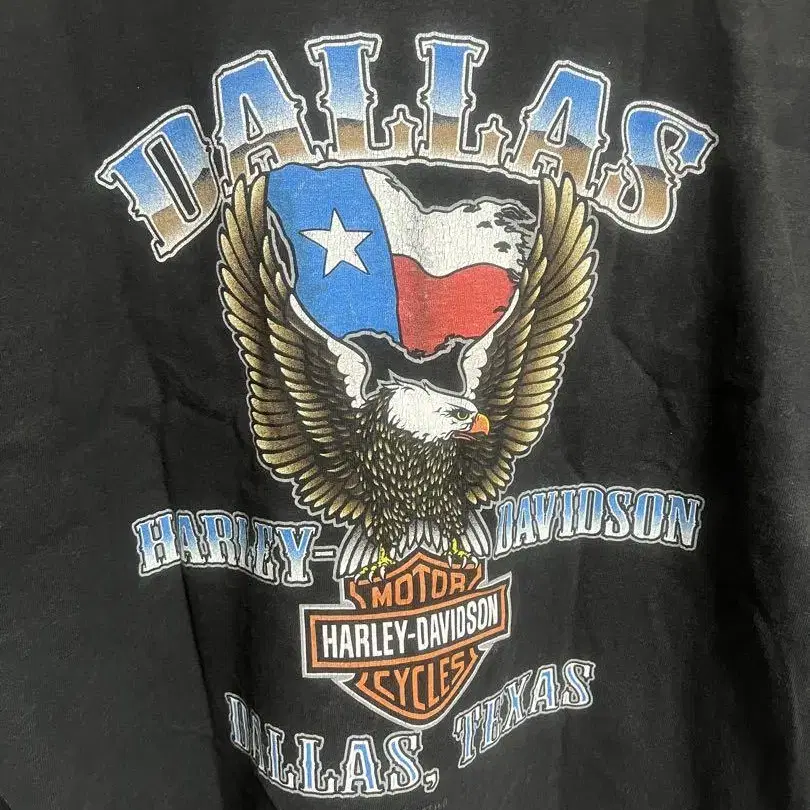 DALLAS
HARLEY-DAVIDSON
MOTOR
HARLEY-DAVIDSON
CYCLES
DALLAS, TEXAS